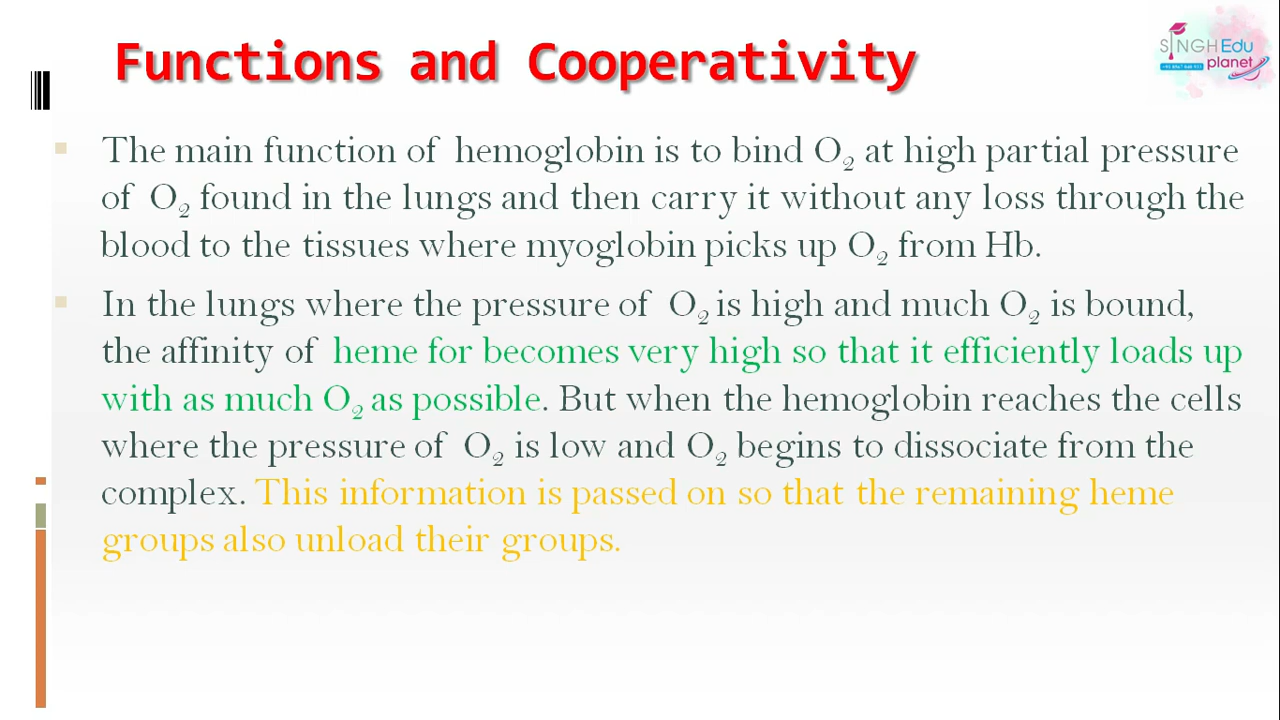 Functions and Cooperativity
SINGH Edu
planet
The main function of hemoglobin is to bind O2 at high partial pressure
of O2 found in the lungs and then carry it without any loss through the
blood to the tissues where myoglobin picks up O2 from Hb.
In the lungs where the pressure of O2 is high and much O2 is bound,
the affinity of heme for becomes very high so that it efficiently loads up
with as much O2 as possible. But when the hemoglobin reaches the cells
where the pressure of O2 is low and O2 begins to dissociate from the
complex. This information is passed on so that the remaining heme
groups also unload their groups.